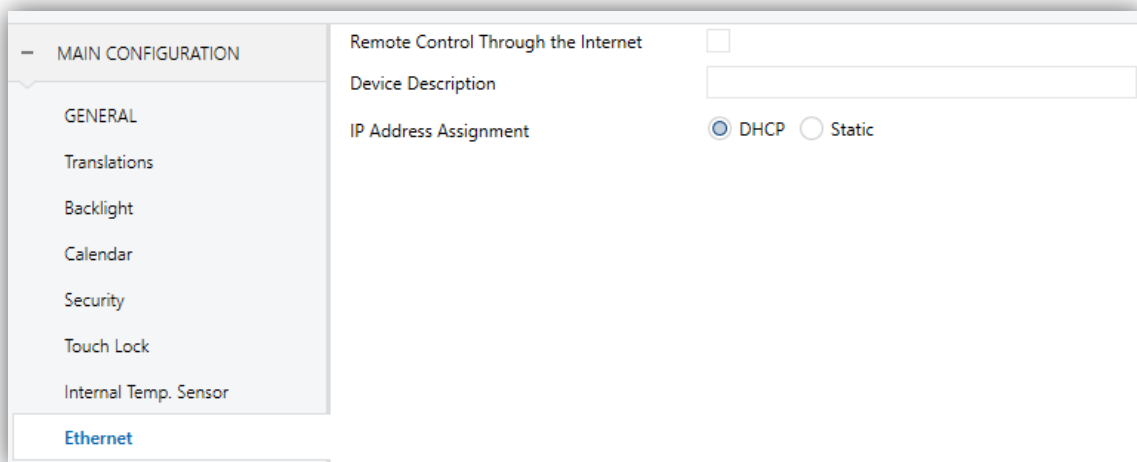 MAIN CONFIGURATION
GENERAL
Translations
Backlight
Calendar
Security
Touch Lock
Internal Temp. Sensor
Ethernet
Remote Control Through the Internet
Device Description
IP Address Assignment
DHCP Static